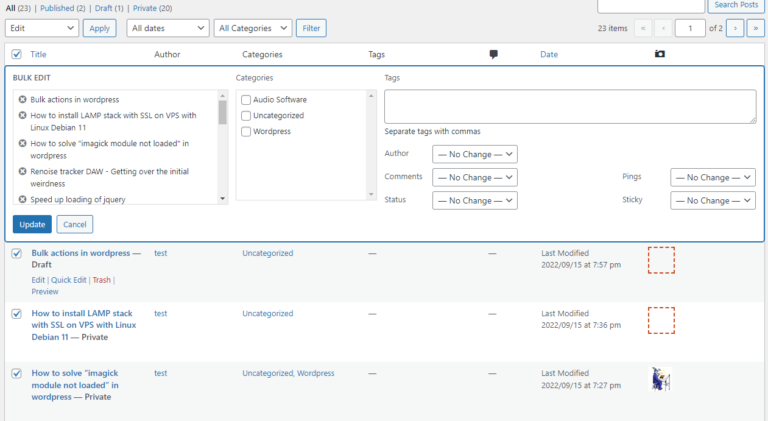 All (23) | Published (2) | Draft (1) | Private (20)
Search Posts
Edit Apply All dates All Categories Filter 23 items « ‹ 1 of 2 › »
Title Author Categories Tags Date
BULK EDIT Categories Tags
Bulk actions in wordpress
How to install LAMP stack with SSL on VPS with
Linux Debian 11
How to solve "imagick module not loaded" in
wordpress
Renoise tracker DAW - Getting over the initial
weirdness
Speed up loading of jquery
Audio Software
Uncategorized
Wordpress
Separate tags with commas
Author — No Change —
Comments — No Change — Pings — No Change —
Status — No Change — Sticky — No Change —
Update Cancel
Bulk actions in wordpress — test Uncategorized — — Last Modified
Draft 2022/09/15 at 7:57 pm
Edit | Quick Edit | Trash |
Preview
How to install LAMP stack test Uncategorized — — Last Modified
with SSL on VPS with Linux 2022/09/15 at 7:36 pm
Debian 11 — Private
How to solve "imagick test Uncategorized, Wordpress — — Last Modified
module not loaded" in 2022/09/15 at 7:27 pm
wordpress — Private